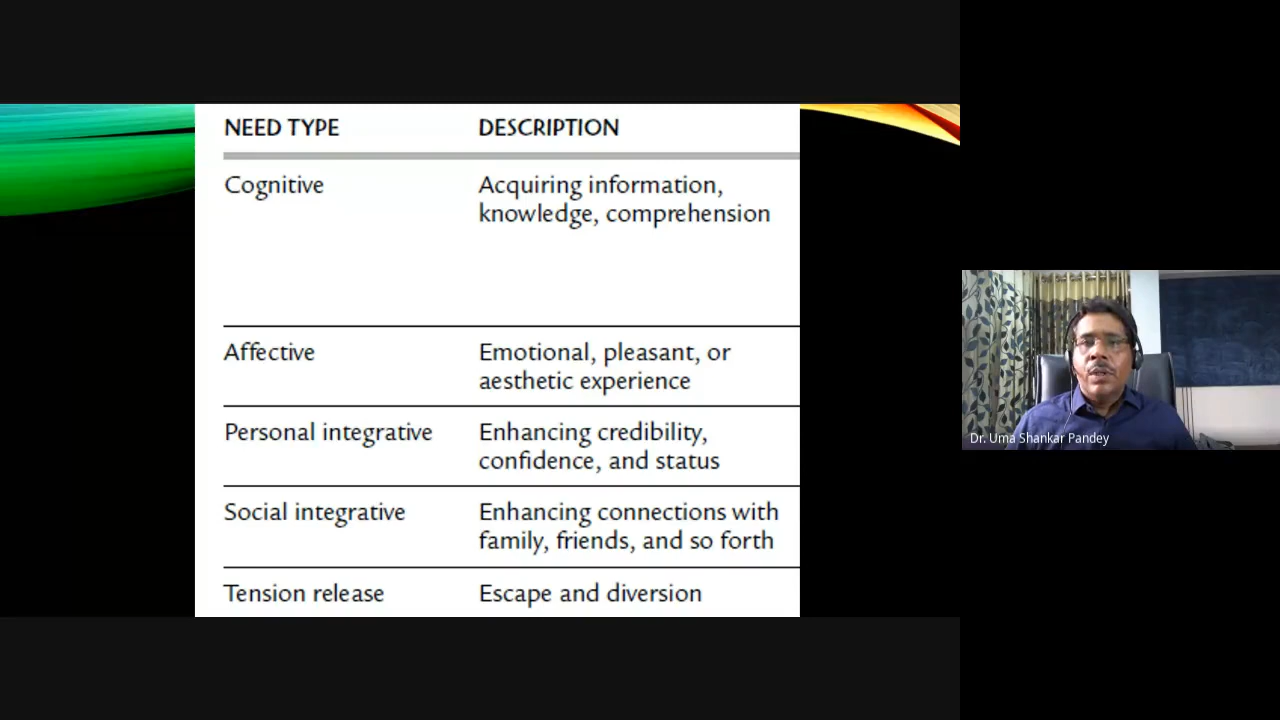 NEED TYPE DESCRIPTION
Cognitive Acquiring information,
knowledge, comprehension
Affective Emotional, pleasant, or
aesthetic experience
Personal integrative Enhancing credibility,
confidence, and status
Social integrative Enhancing connections with
family, friends, and so forth
Tension release Escape and diversion
Dr. Uma Shankar Pandey